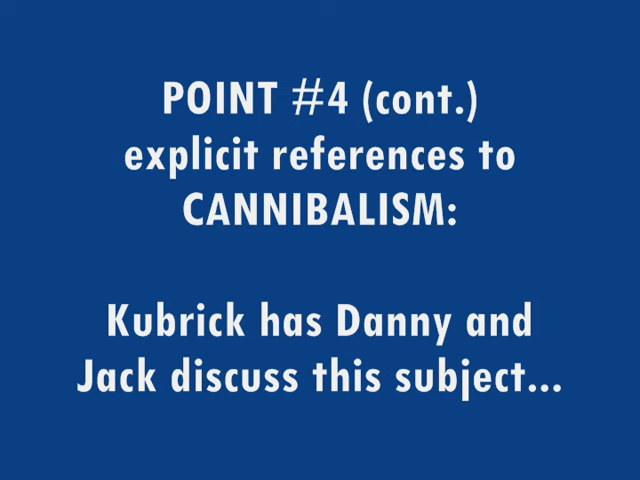 POINT #4 (cont.)
explicit references to
CANNIBALISM:
Kubrick has Danny and
Jack discuss this subject...